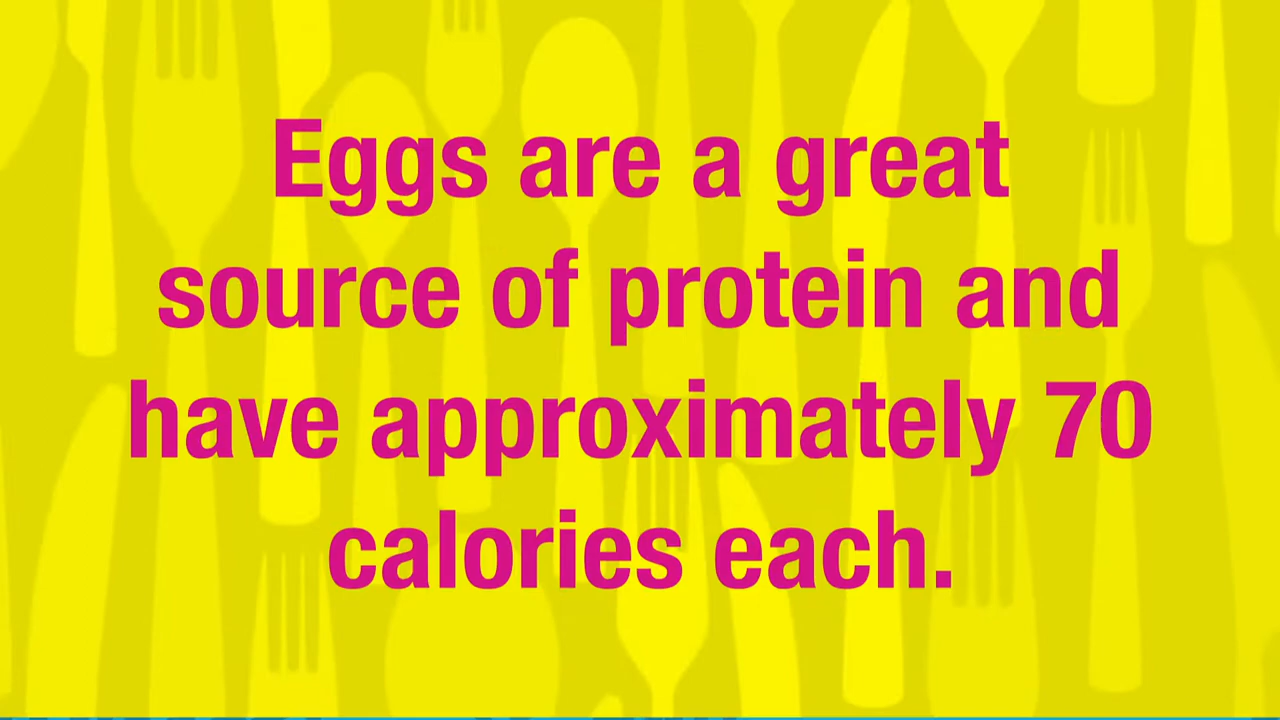 Eggs are a great
source of protein and
have approximately 70
calories each.